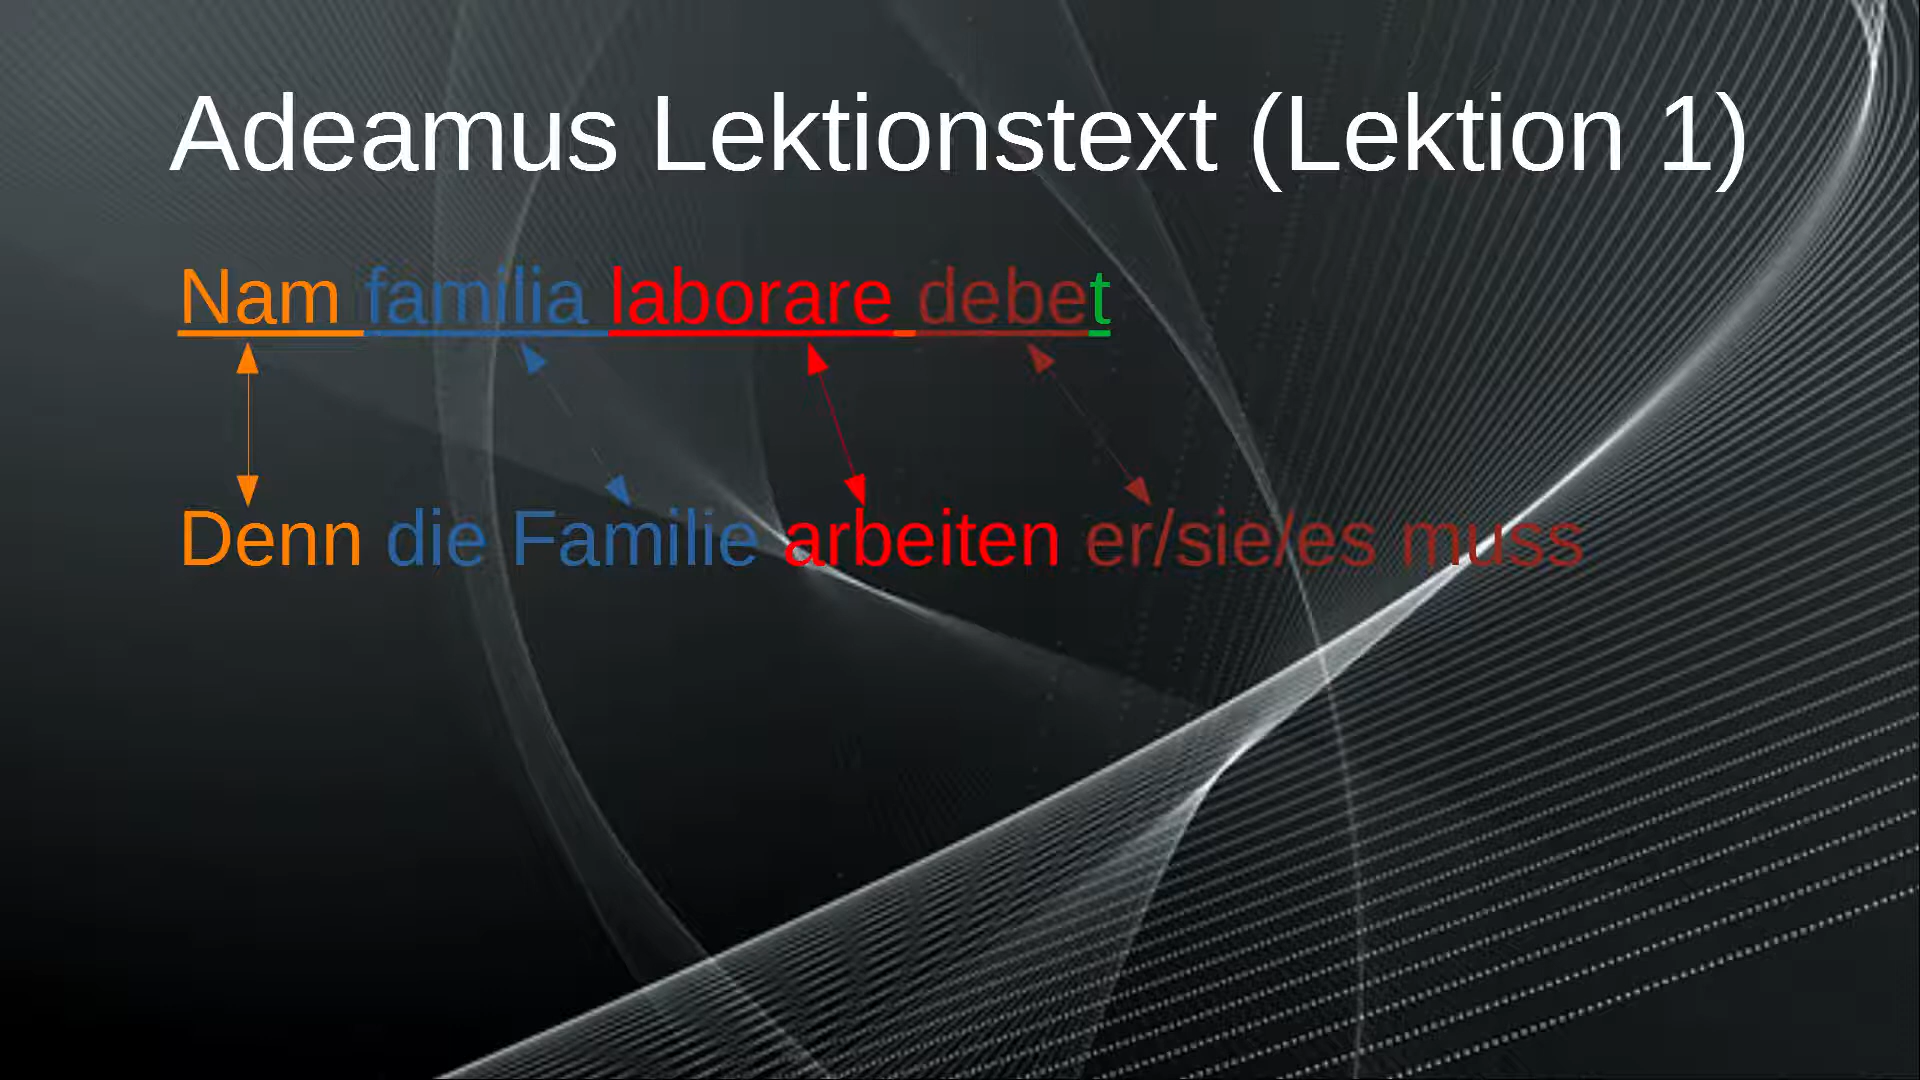 Adeamus Lektionstext (Lektion 1)
Nam familia laborare debet
Denn die Familie arbeiten er/sie/es muss